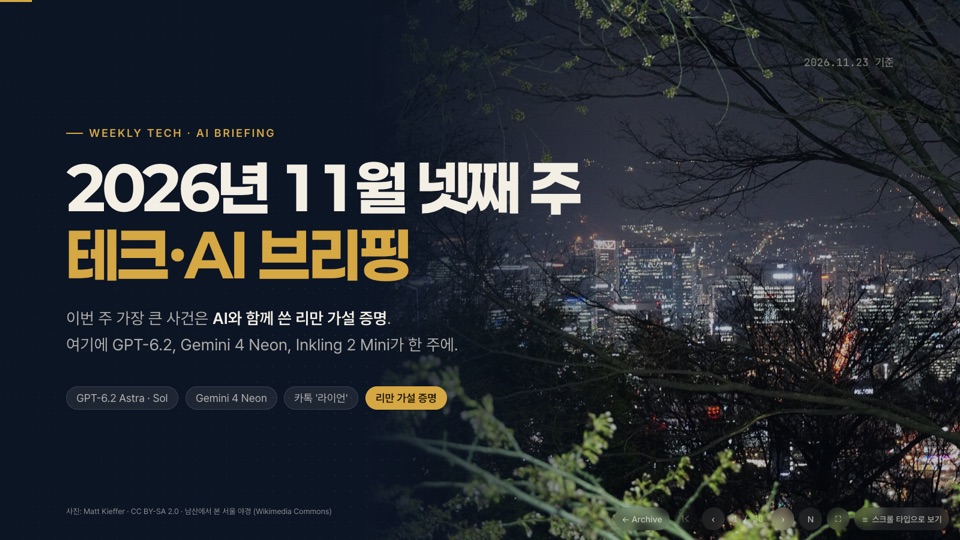 2026.11.23 기준
WEEKLY TECH · AI BRIEFING
2026년 11월 넷째 주
테크·AI 브리핑
이번 주 가장 큰 사건은 AI와 함께 쓴 리만 가설 증명.
여기에 GPT-6.2, Gemini 4 Neon, Inkling 2 Mini가 한 주에.
GPT-6.2 Astra · Sol
Gemini 4 Neon
카톡 '라이언'
리만 가설 증명
사진: Matt Kieffer · CC BY-SA 2.0 · 남산에서 본 서울 야경 (Wikimedia Commons)
← Archive
N
≡ 스크롤 타입으로 보기